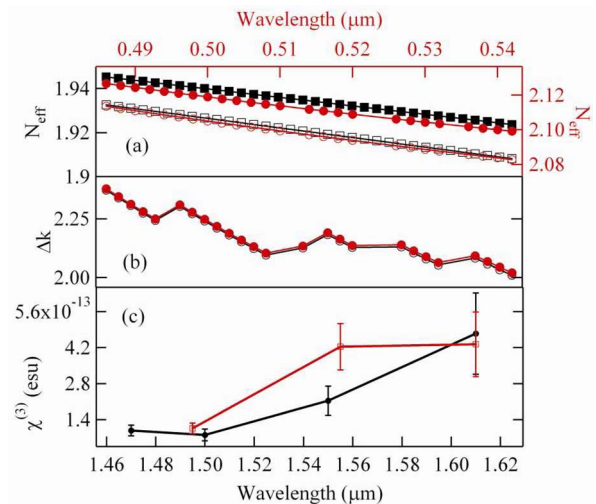 Wavelength (μm)
0.49 0.50 0.51 0.52 0.53 0.54
N_eff
1.94
1.92
1.9
(a)
2.12
2.10
2.08
N_eff
Δk
2.25
2.00
(b)
χ^(3) (esu)
5.6x10^-13
4.2
2.8
1.4
(c)
1.46 1.48 1.50 1.52 1.54 1.56 1.58 1.60 1.62
Wavelength (μm)